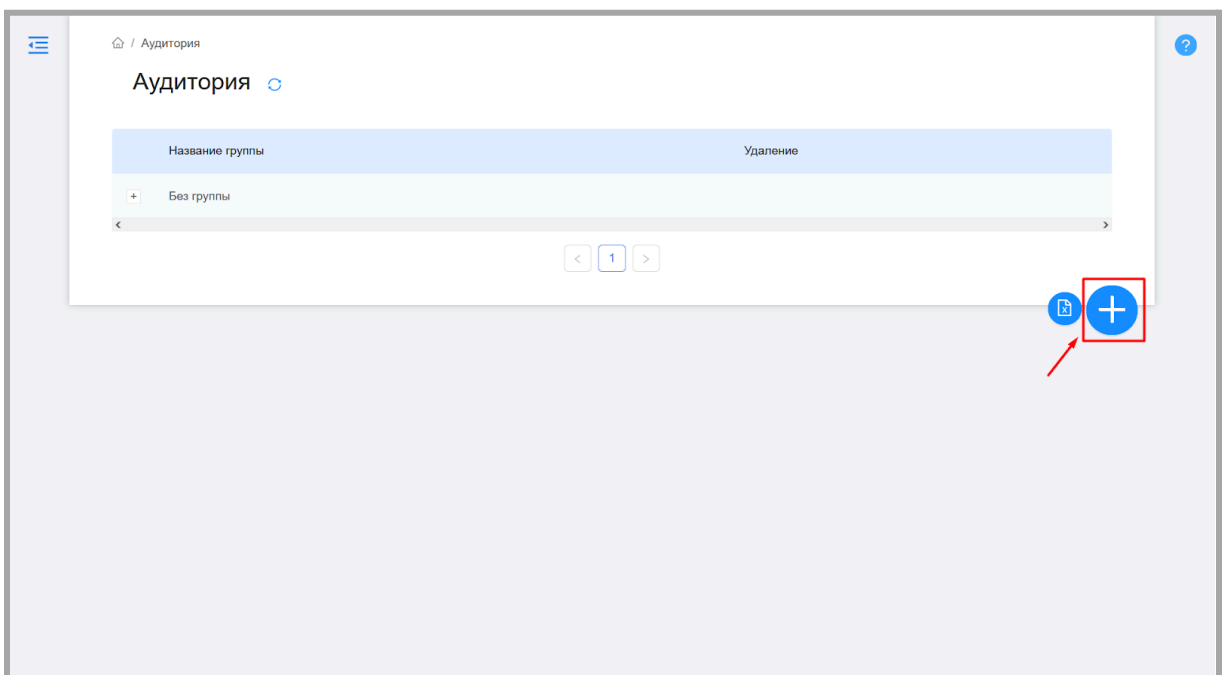 / Аудитория
Аудитория
Название группы Удаление
+ Без группы
< 1 >